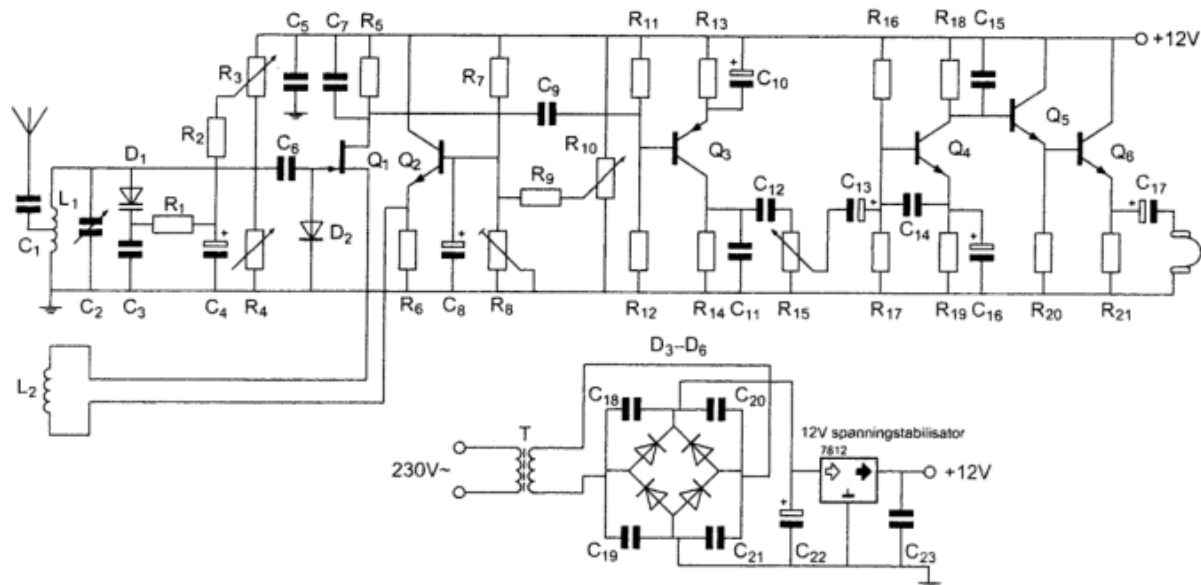 R11 R13 R16 R18 C15
C5 C7 R5
+12V
R3 R7 C9 C10
R2 Q5
D1 C6 Q1 Q2 R10 Q3 Q4 Q6
L1 R1 R9 C12 C13 C17
C1 D2 C14
C2 C3 C4 R4 R6 C8 R8 R12 R14 C11 R15 R17 R19 C16 R20 R21
D3–D6
L2
C18 C20
T 12V spønningstabilisator
7812
230V~ +12V
C19 C21 C22 C23